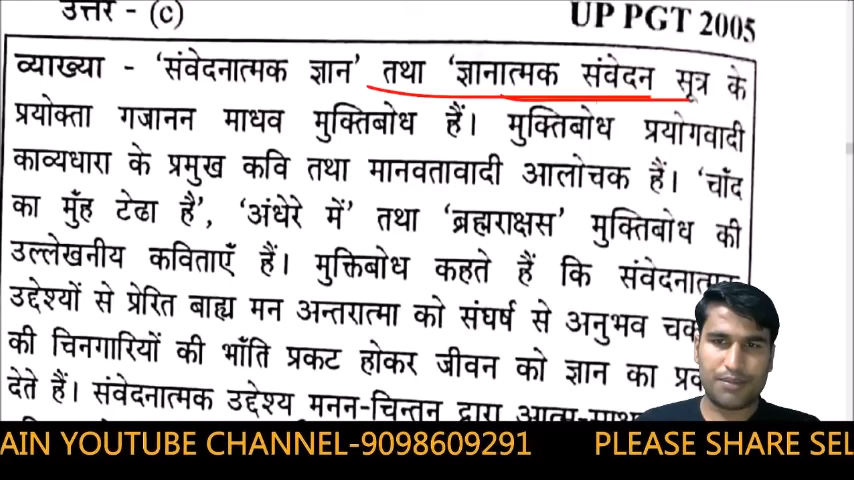 उत्तर - (c)
UP PGT 2005
व्याख्या - 'संवेदनात्मक ज्ञान' तथा 'ज्ञानात्मक संवेदन सूत्र के
प्रयोक्ता गजानन माधव मुक्तिबोध हैं। मुक्तिबोध प्रयोगवादी
काव्यधारा के प्रमुख कवि तथा मानवतावादी आलोचक हैं। 'चाँद
का मुँह टेढा है', 'अंधेरे में' तथा 'ब्रह्मराक्षस' मुक्तिबोध की
उल्लेखनीय कविताएँ हैं। मुक्तिबोध कहते हैं कि
उद्देश्यों से प्रेरित बाह्य मन अन्तरात्मा को संघर्ष से अनुभव
की चिनगारियों की भाँति प्रकट होकर जीवन को ज्ञान का
देते हैं। संवेदनात्मक उद्देश्य मनन-चिन्तन द्वारा
AIN YOUTUBE CHANNEL-9098609291 PLEASE SHARE SEL